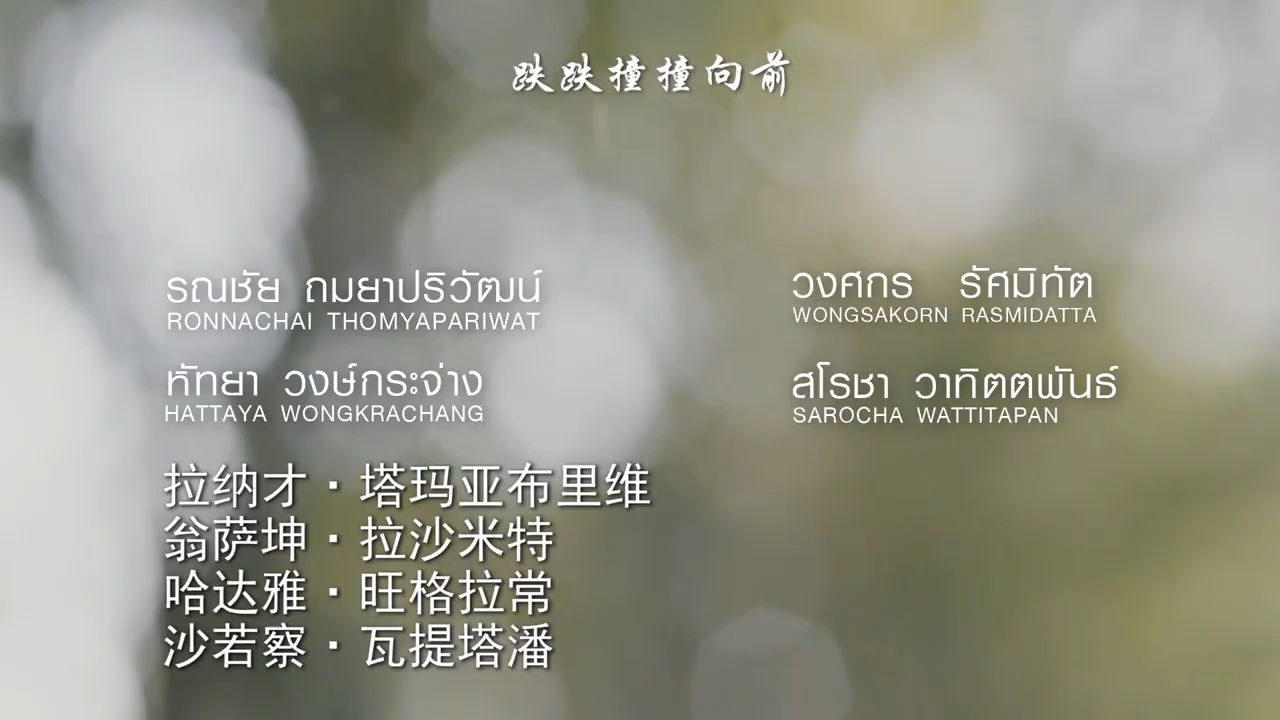 跌跌撞撞向前
รณชัย ถมยาปริวัฒน์
RONNACHAI THOMYAPARIWAT
วงศกร รัศมิทัต
WONGSAKORN RASMIDATTA
หัทยา วงษ์กระจ่าง
HATTAYA WONGKRACHANG
สโรชา วาทิตตพันธ์
SAROCHA WATTITAPAN
拉纳才·塔玛亚布里维
翁萨坤·拉沙米特
哈达雅·旺格拉常
沙若察·瓦提塔潘